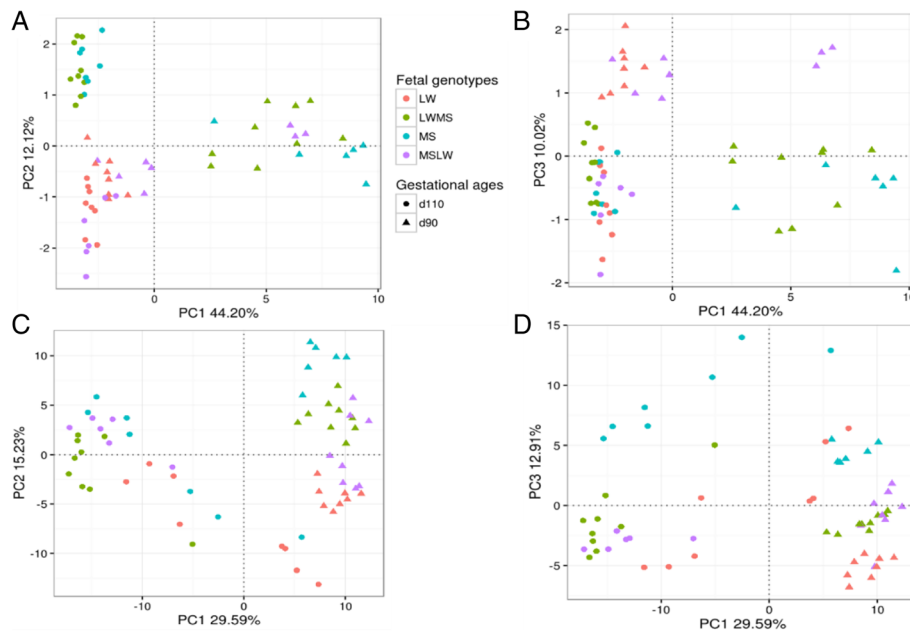 A
2
1
0
-1
-2
0
5
10
PC2 12.12%
PC1 44.20%
Fetal genotypes
LW
LWMS
MS
MSLW
Gestational ages
d110
d90
B
2
1
0
-1
-2
0
5
10
PC3 10.02%
PC1 44.20%
C
10
5
0
-5
-10
-10
0
10
PC2 15.23%
PC1 29.59%
D
15
10
5
0
-5
-10
0
10
PC3 12.91%
PC1 29.59%